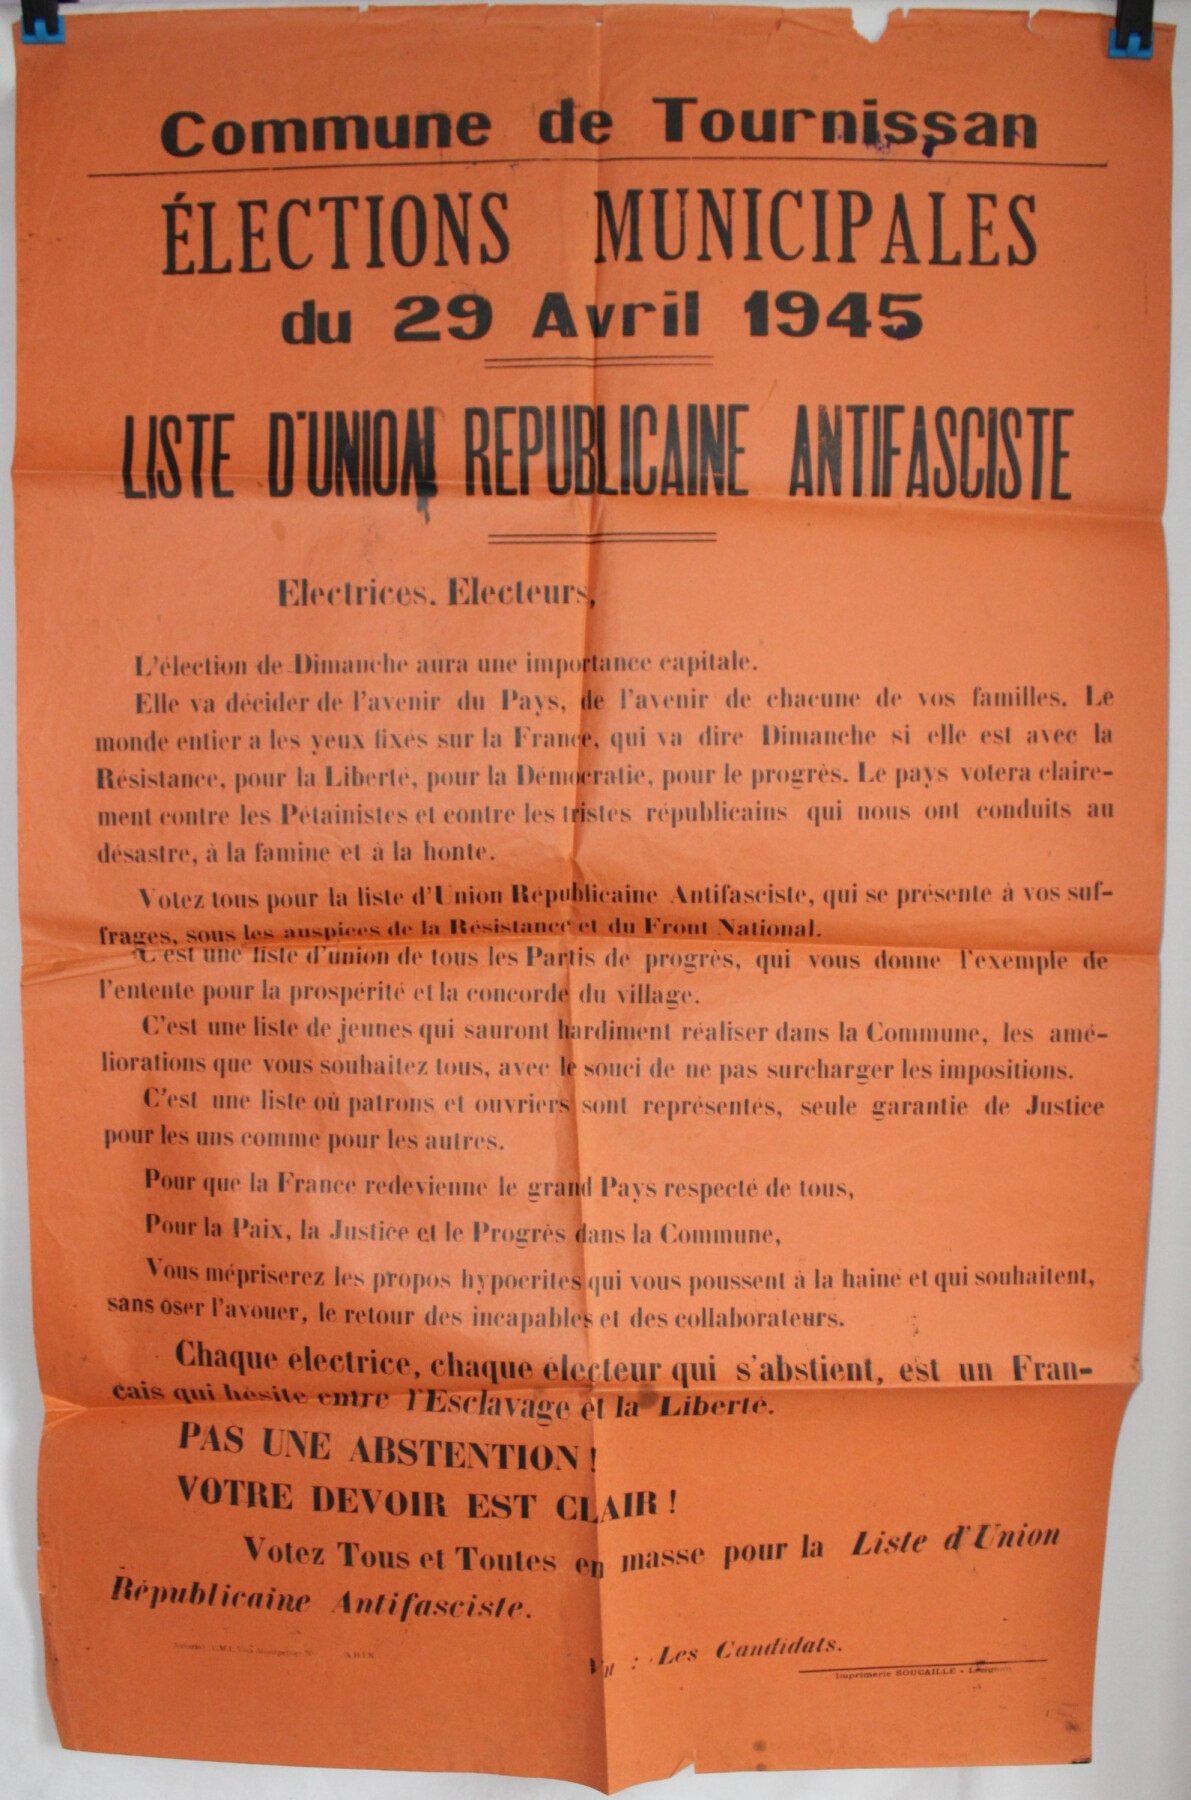 Commune de Tournissan
ÉLECTIONS MUNICIPALES
du 29 Avril 1945
LISTE D'UNION REPUBLICAINE ANTIFASCISTE
Electrices. Electeurs,
L'élection de Dimanche aura une importance capitale.
Elle va décider de l'avenir du Pays, de l'avenir de chacune de vos familles. Le
monde entier a les yeux fixés sur la France, qui va dire Dimanche si elle est avec la
Résistance, pour la Liberté, pour la Démocratie, pour le progrès. Le pays votera claire-
ment contre les Pétainistes et contre les tristes républicains qui nous ont conduits au
désastre, à la famine et à la honte.
Votez tous pour la liste d'Union Républicaine Antifasciste, qui se présente à vos suf-
frages, sous les auspices de la Résistance et du Front National.
C'est une liste d'union de tous les Partis de progrès, qui vous donne l'exemple de
l'entente pour la prospérité et la concorde du village.
C'est une liste de jeunes qui sauront hardiment réaliser dans la Commune, les amé-
liorations que vous souhaitez tous, avec le souci de ne pas surcharger les impositions.
C'est une liste où patrons et ouvriers sont représentés, seule garantie de Justice
pour les uns comme pour les autres.
Pour que la France redevienne le grand Pays respecté de tous,
Pour la Paix, la Justice et le Progrès dans la Commune,
Vous mépriserez les propos hypocrites qui vous poussent à la haine et qui souhaitent,
sans oser l'avouer, le retour des incapables et des collaborateurs.
Chaque électrice, chaque électeur qui s'abstient, est un Fran-
çais qui hésite entre l'Esclavage et la Liberté.
PAS UNE ABSTENTION !
VOTRE DEVOIR EST CLAIR !
Votez Tous et Toutes en masse pour la Liste d'Union
Républicaine Antifasciste.
Vu : Les Candidats.
Imprimerie SOUCAILLE - Lézignan